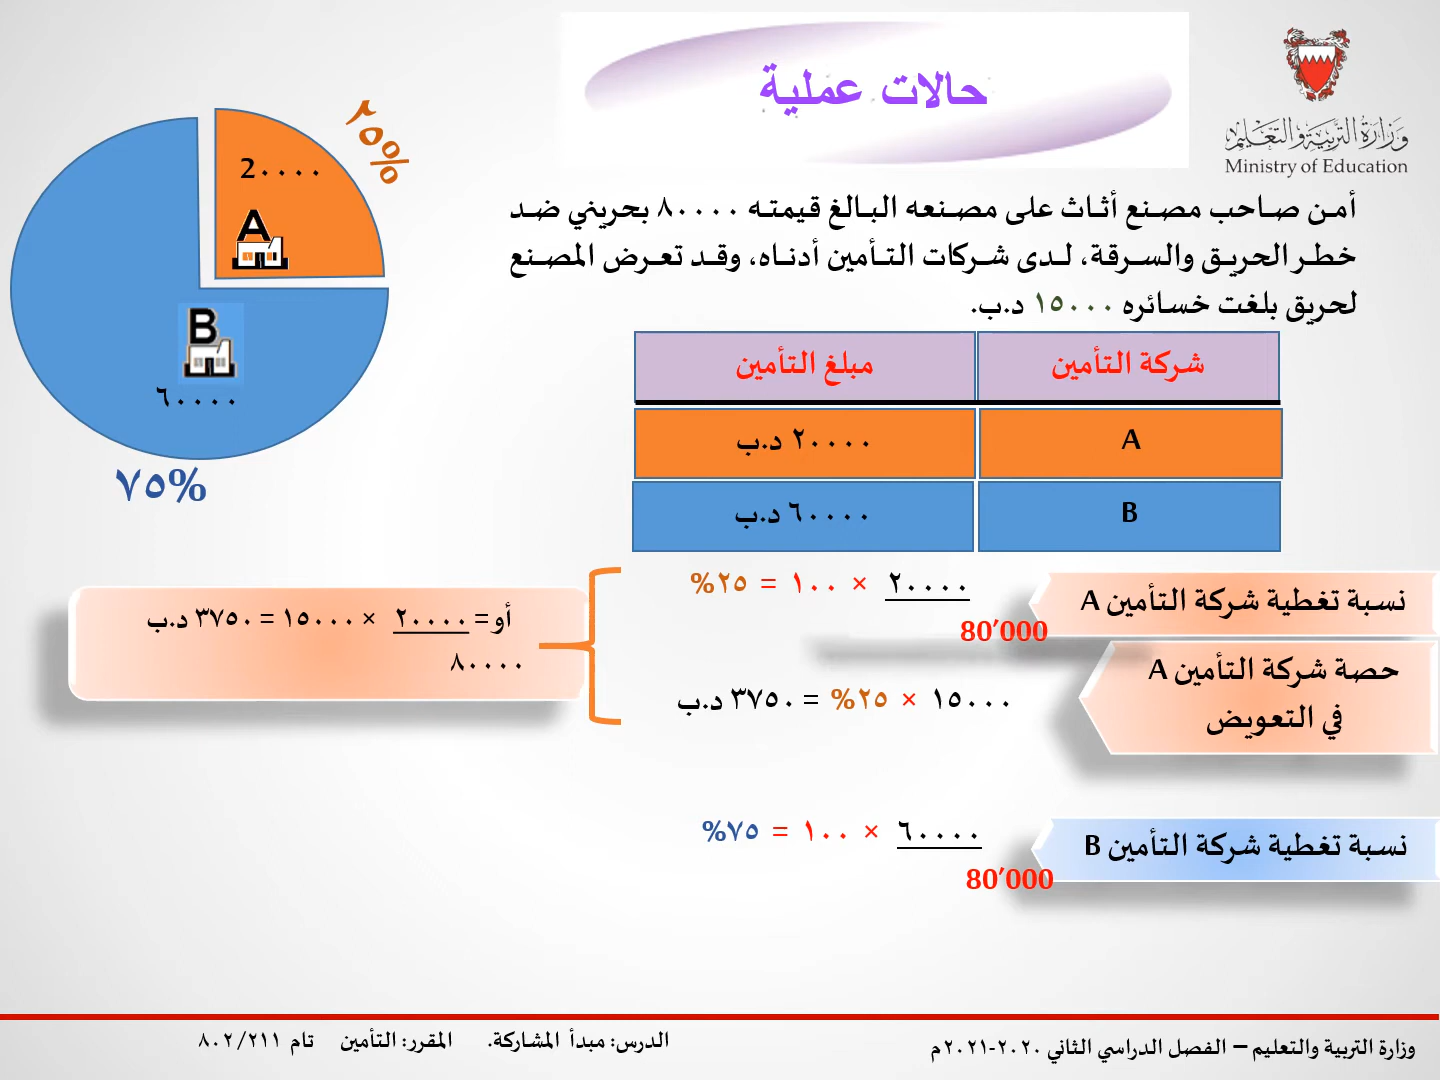 حالات عملية
وزارة التربية والتعليم
Ministry of Education
أمن صاحب مصنع أثاث على مصنعه البالغ قيمته ٨٠٠٠٠ بحريني ضد
خطر الحريق والسرقة، لدى شركات التأمين أدناه، وقد تعرض المصنع
لحريق بلغت خسائره ١٥٠٠٠ د.ب.
٢٥%
2٠٠٠٠
A
B
٦٠٠٠٠
٧٥%
شركة التأمين مبلغ التأمين
A ٢٠٠٠٠ د.ب
B ٦٠٠٠٠ د.ب
نسبة تغطية شركة التأمين A
٢٠٠٠٠ × ١٠٠ = ٢٥%
80’000
حصة شركة التأمين A
في التعويض
١٥٠٠٠ × ٢٥% = ٣٧٥٠ د.ب
أو= ٢٠٠٠٠ × ١٥٠٠٠ = ٣٧٥٠ د.ب
٨٠٠٠٠
نسبة تغطية شركة التأمين B
٦٠٠٠٠ × ١٠٠ = ٧٥%
80’000
وزارة التربية والتعليم – الفصل الدراسي الثاني ٢٠٢٠-٢٠٢١م
الدرس: مبدأ المشاركة. المقرر: التأمين تام ٨٠٢/٢١١